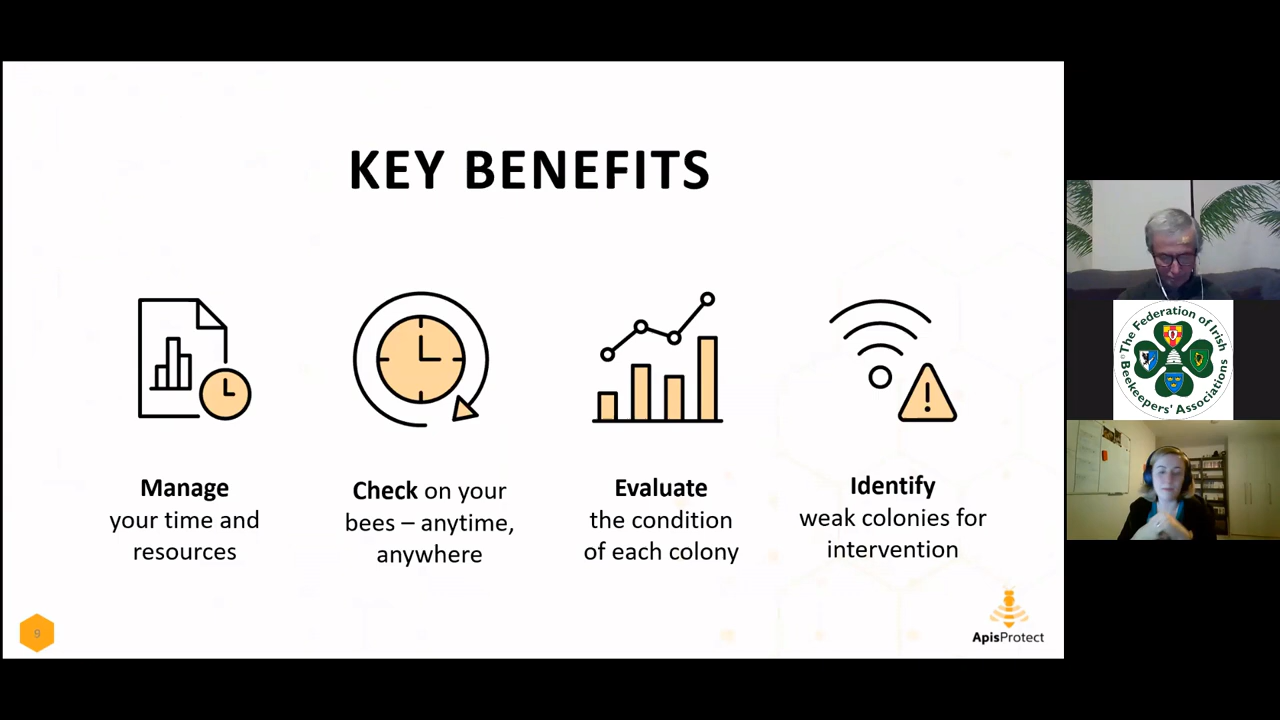 KEY BENEFITS
Manage
your time and
resources
Check on your
bees – anytime,
anywhere
Evaluate
the condition
of each colony
Identify
weak colonies for
intervention
9
ApisProtect
The Federation of Irish
Beekeepers' Associations